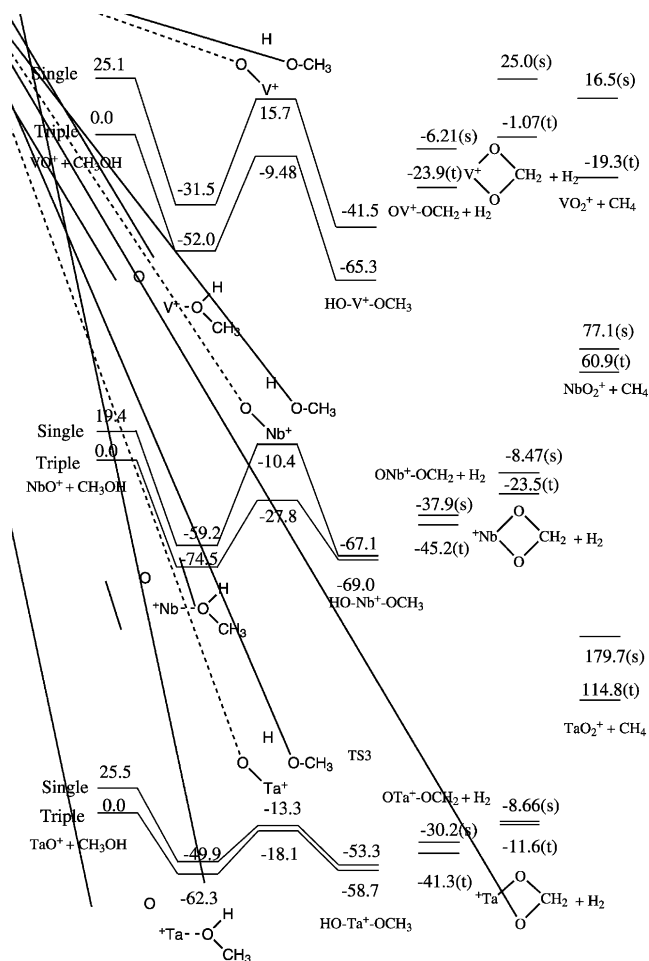 H
25.1
O
O-CH3
25.0(s)
16.5(s)
Single
V+
0.0
15.7
-1.07(t)
Triple
-6.21(s)
O
VO+ + CH3OH
-9.48
-23.9(t)
V+
CH2 + H2
-19.3(t)
-31.5
O
-41.5
OV+-OCH2 + H2
VO2+ + CH4
-52.0
-65.3
O
H
HO-V+-OCH3
V+
O
CH3
77.1(s)
60.9(t)
H
NbO2+ + CH4
O
O-CH3
19.4
Single
Nb+
0.0
-8.47(s)
Triple
-10.4
ONb+-OCH2 + H2
NbO+ + CH3OH
-23.5(t)
-37.9(s)
O
-59.2
-27.8
-67.1
+Nb
CH2 + H2
-74.5
-45.2(t)
O
-69.0
O
H
HO-Nb+-OCH3
+Nb
O
CH3
179.7(s)
114.8(t)
H
TaO2+ + CH4
O
O-CH3
TS3
25.5
Ta+
Single
OTa+-OCH2 + H2
-8.66(s)
0.0
-13.3
Triple
-30.2(s)
TaO+ + CH3OH
-49.9
-18.1
-53.3
-11.6(t)
-41.3(t)
O
-62.3
-58.7
+Ta
CH2 + H2
O
H
HO-Ta+-OCH3
O
+Ta
O
CH3